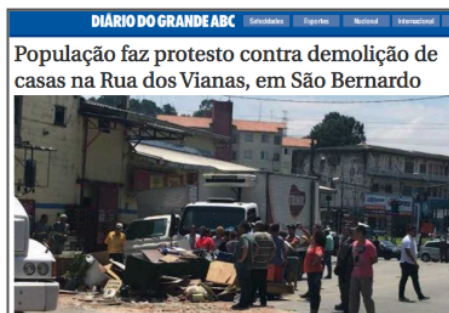 DIÁRIO DO GRANDE ABC
Setecidades Esportes Nacional Internacional
População faz protesto contra demolição de
casas na Rua dos Vianas, em São Bernardo